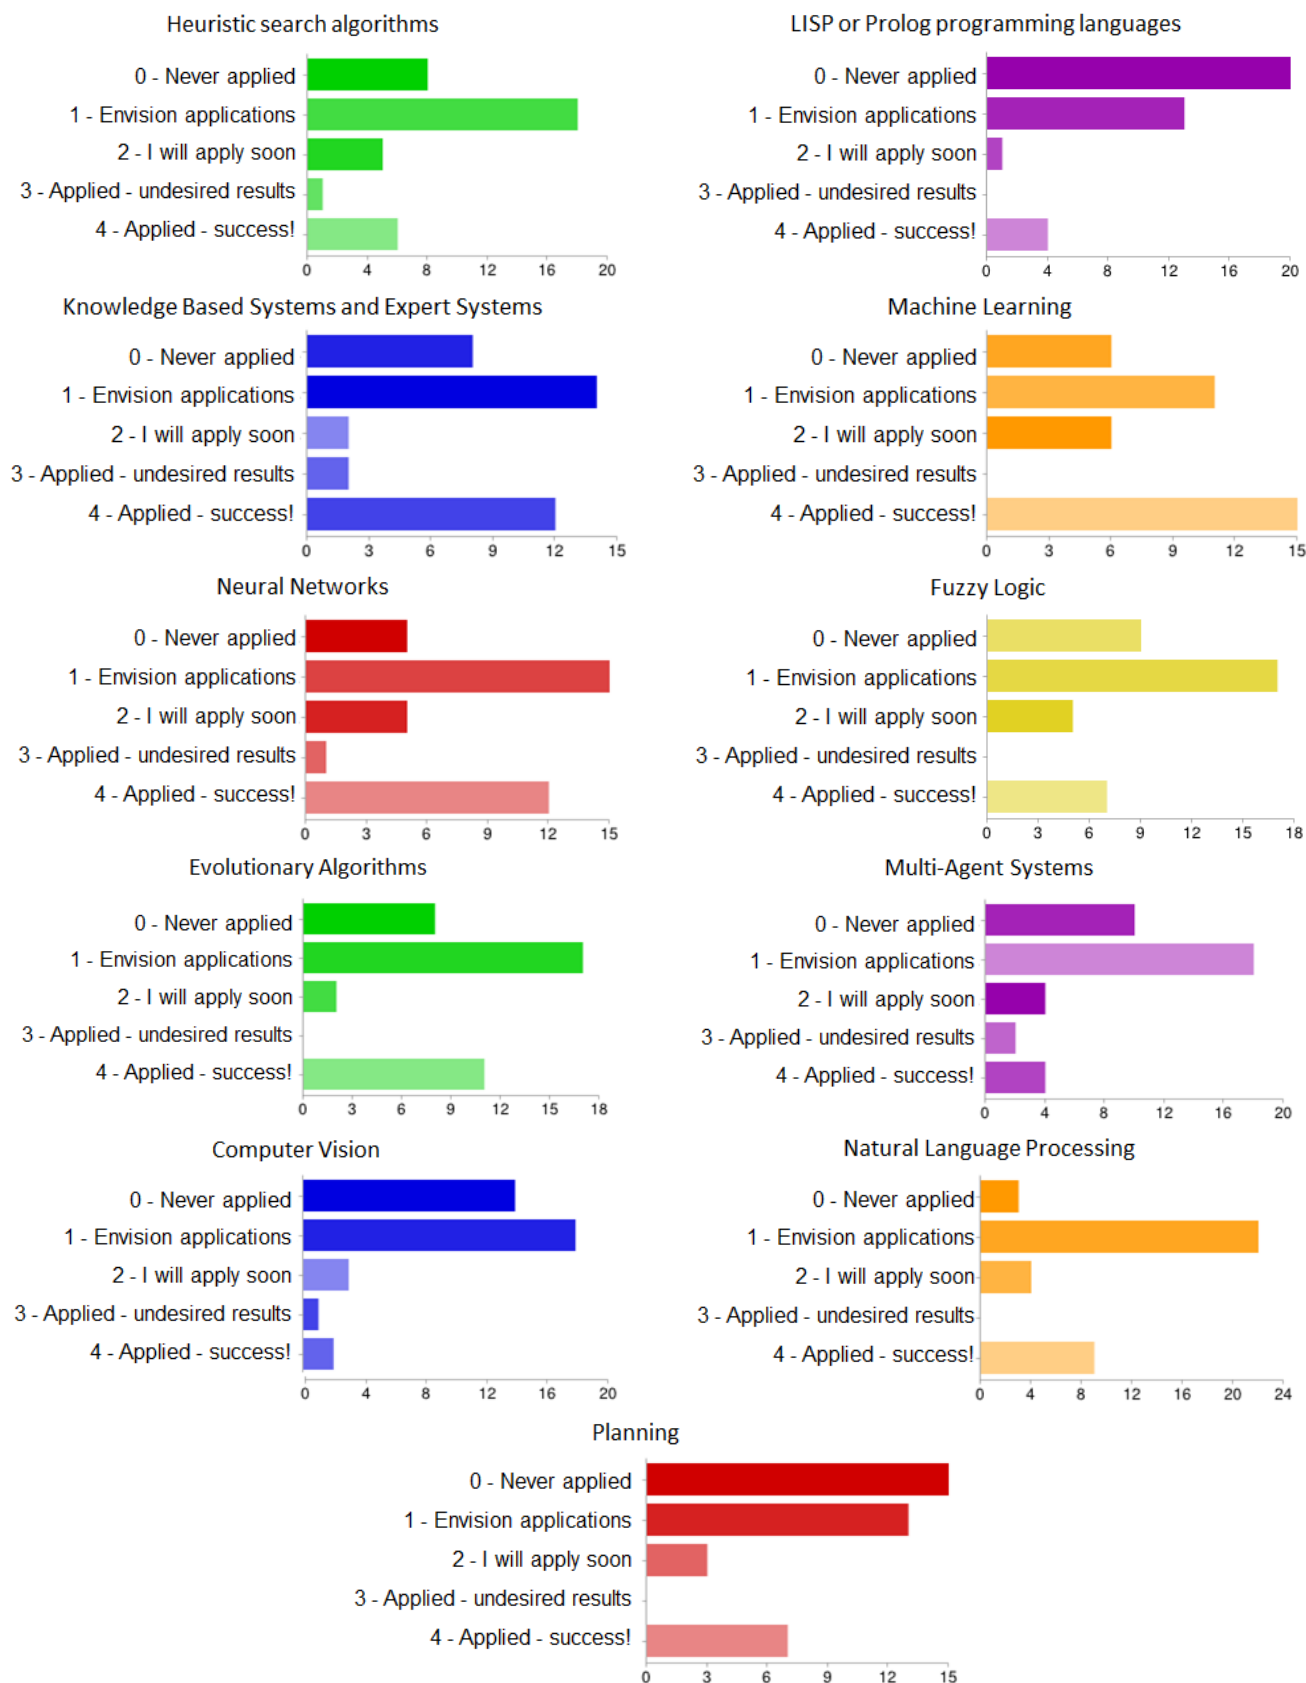 Heuristic search algorithms
0 - Never applied
1 - Envision applications
2 - I will apply soon
3 - Applied - undesired results
4 - Applied - success!
0 4 8 12 16 20
LISP or Prolog programming languages
0 - Never applied
1 - Envision applications
2 - I will apply soon
3 - Applied - undesired results
4 - Applied - success!
0 4 8 12 16 20
Knowledge Based Systems and Expert Systems
0 - Never applied
1 - Envision applications
2 - I will apply soon
3 - Applied - undesired results
4 - Applied - success!
0 3 6 9 12 15
Machine Learning
0 - Never applied
1 - Envision applications
2 - I will apply soon
3 - Applied - undesired results
4 - Applied - success!
0 3 6 9 12 15
Neural Networks
0 - Never applied
1 - Envision applications
2 - I will apply soon
3 - Applied - undesired results
4 - Applied - success!
0 3 6 9 12 15
Fuzzy Logic
0 - Never applied
1 - Envision applications
2 - I will apply soon
3 - Applied - undesired results
4 - Applied - success!
0 3 6 9 12 15 18
Evolutionary Algorithms
0 - Never applied
1 - Envision applications
2 - I will apply soon
3 - Applied - undesired results
4 - Applied - success!
0 3 6 9 12 15 18
Multi-Agent Systems
0 - Never applied
1 - Envision applications
2 - I will apply soon
3 - Applied - undesired results
4 - Applied - success!
0 4 8 12 16 20
Computer Vision
0 - Never applied
1 - Envision applications
2 - I will apply soon
3 - Applied - undesired results
4 - Applied - success!
0 4 8 12 16 20
Natural Language Processing
0 - Never applied
1 - Envision applications
2 - I will apply soon
3 - Applied - undesired results
4 - Applied - success!
0 4 8 12 16 20 24
Planning
0 - Never applied
1 - Envision applications
2 - I will apply soon
3 - Applied - undesired results
4 - Applied - success!
0 3 6 9 12 15